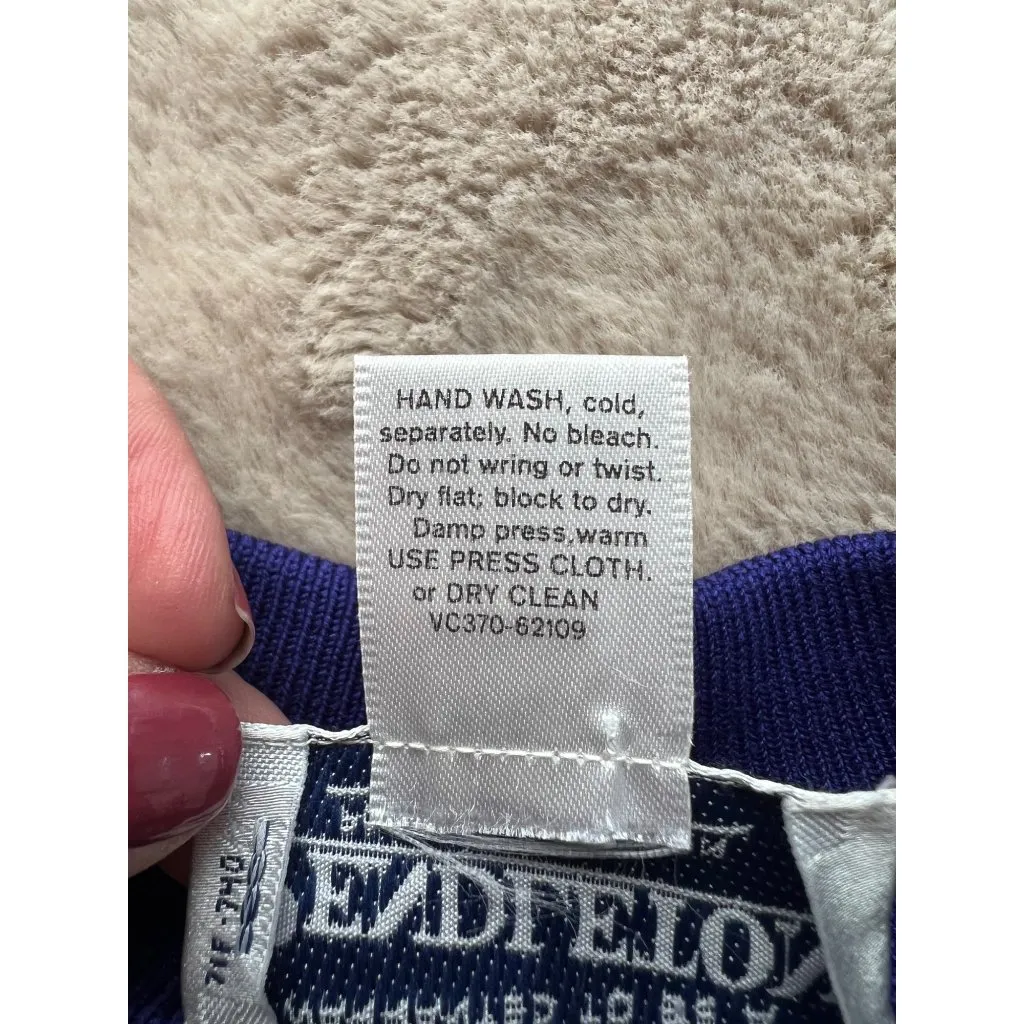 HAND WASH, cold,
separately. No bleach.
Do not wring or twist.
Dry flat; block to dry.
Damp press,warm
USE PRESS CLOTH.
or DRY CLEAN
VC370-62109